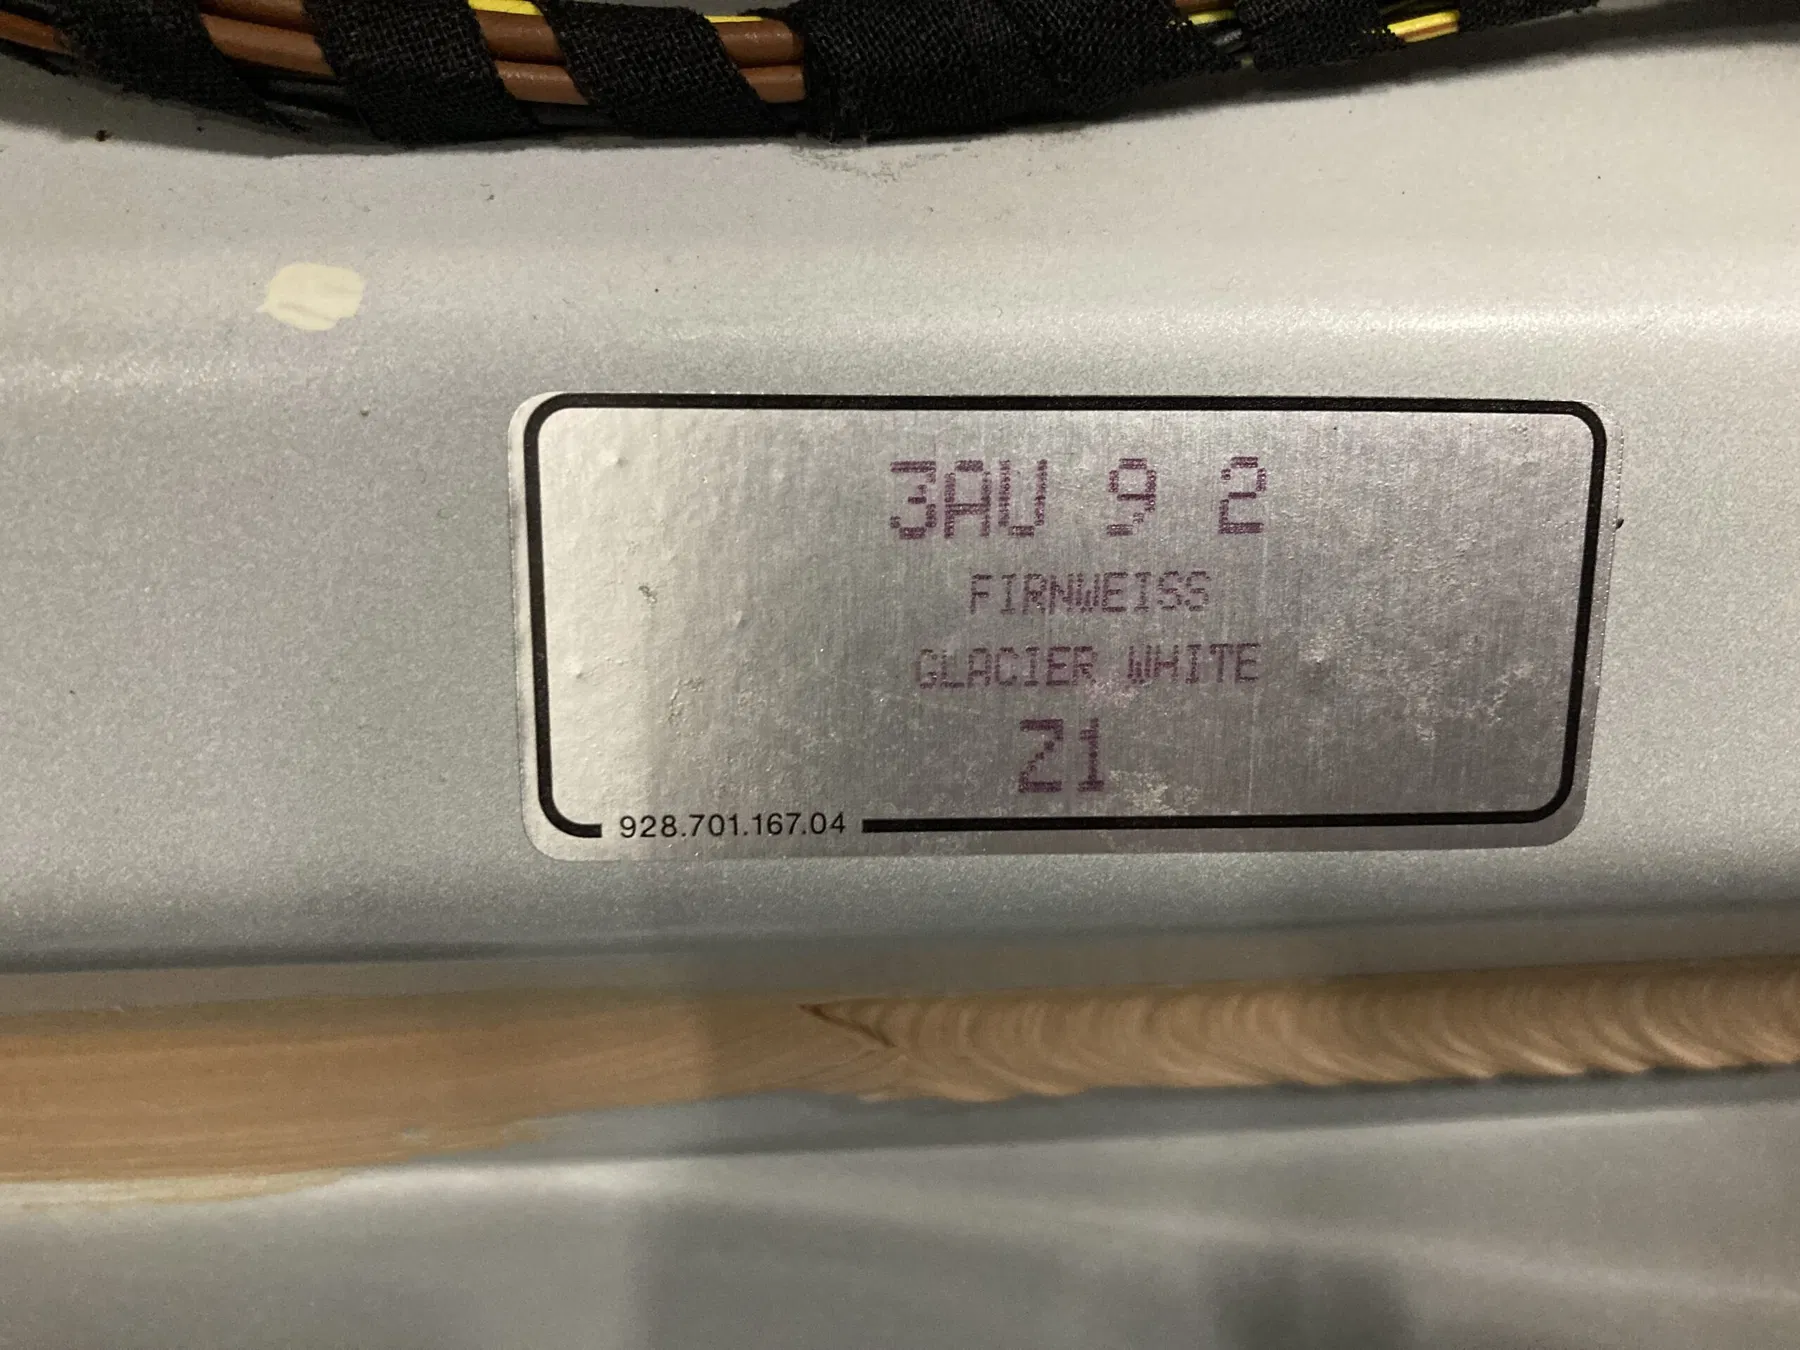 3AU 9 2
FIRNWEISS
GLACIER WHITE
Z1
928.701.167.04